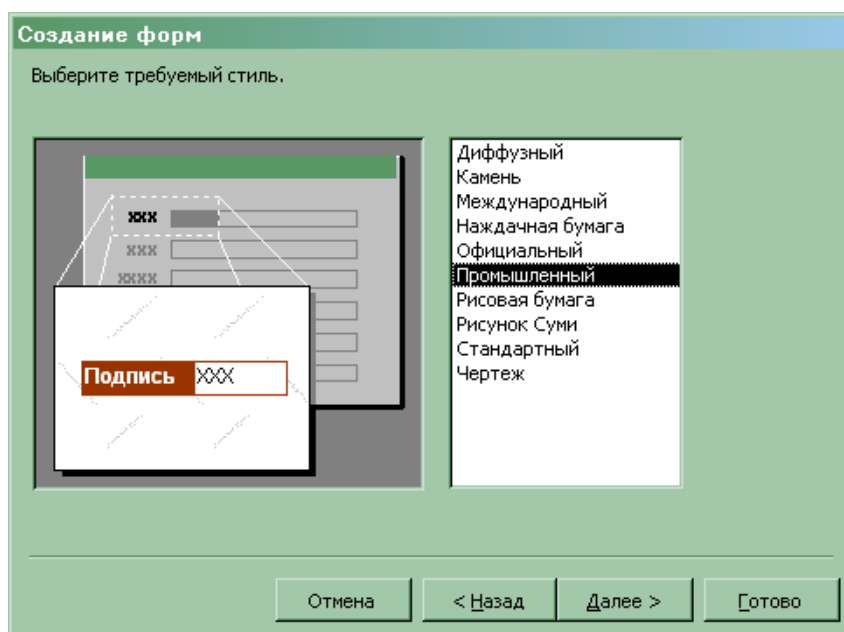 Создание форм
Выберите требуемый стиль.
xxx
xxx
xxxx
Подпись XXX
Диффузный
Камень
Международный
Наждачная бумага
Официальный
Промышленный
Рисовая бумага
Рисунок Суми
Стандартный
Чертеж
Отмена
< Назад
Далее >
Готово